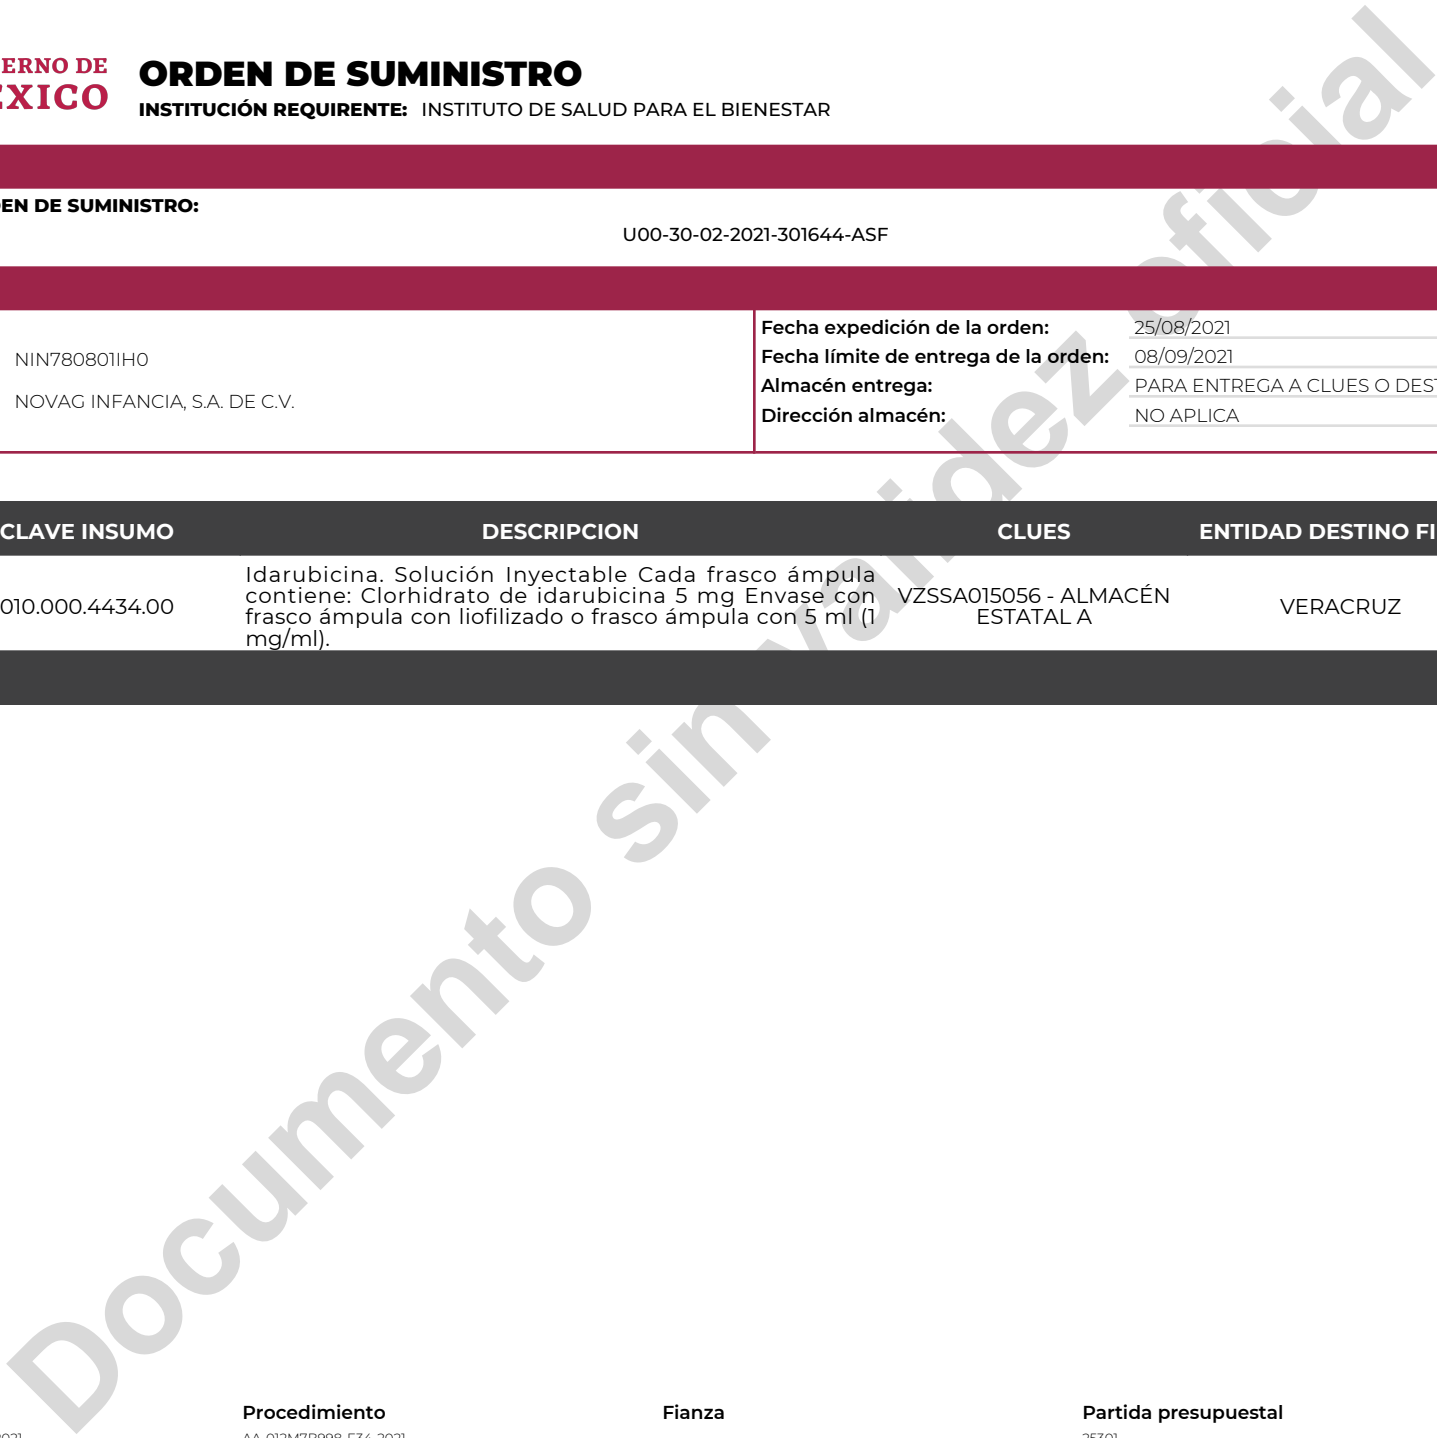 ERNO DE
ÉXICO
ORDEN DE SUMINISTRO
INSTITUCIÓN REQUIRENTE: INSTITUTO DE SALUD PARA EL BIENESTAR
EN DE SUMINISTRO:
U00-30-02-2021-301644-ASF
NIN780801IH0
NOVAG INFANCIA, S.A. DE C.V.
Fecha expedición de la orden: 25/08/2021
Fecha límite de entrega de la orden: 08/09/2021
Almacén entrega: PARA ENTREGA A CLUES O DEST
Dirección almacén: NO APLICA
CLAVE INSUMO DESCRIPCION CLUES ENTIDAD DESTINO FI
010.000.4434.00
Idarubicina. Solución Inyectable Cada frasco ámpula
contiene: Clorhidrato de idarubicina 5 mg Envase con
frasco ámpula con liofilizado o frasco ámpula con 5 ml (1
mg/ml).
VZSSA015056 - ALMACÉN
ESTATAL A
VERACRUZ
Documento sin validez oficial
Procedimiento Fianza Partida presupuestal